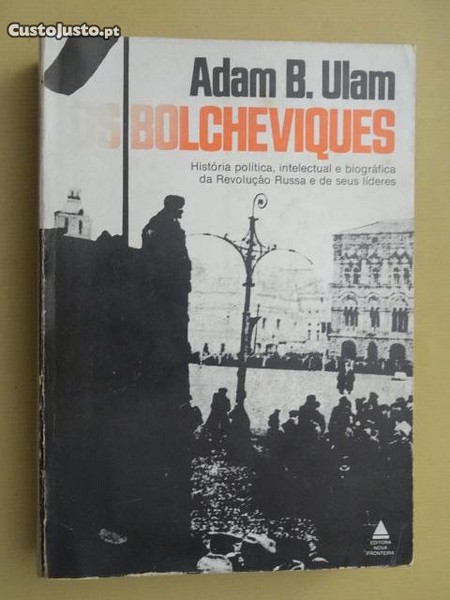 CustoJusto.pt
Adam B. Ulam
OS BOLCHEVIQUES
História política, intelectual e biográfica
da Revolução Russa e de seus líderes
EDITORA
NOVA
FRONTEIRA